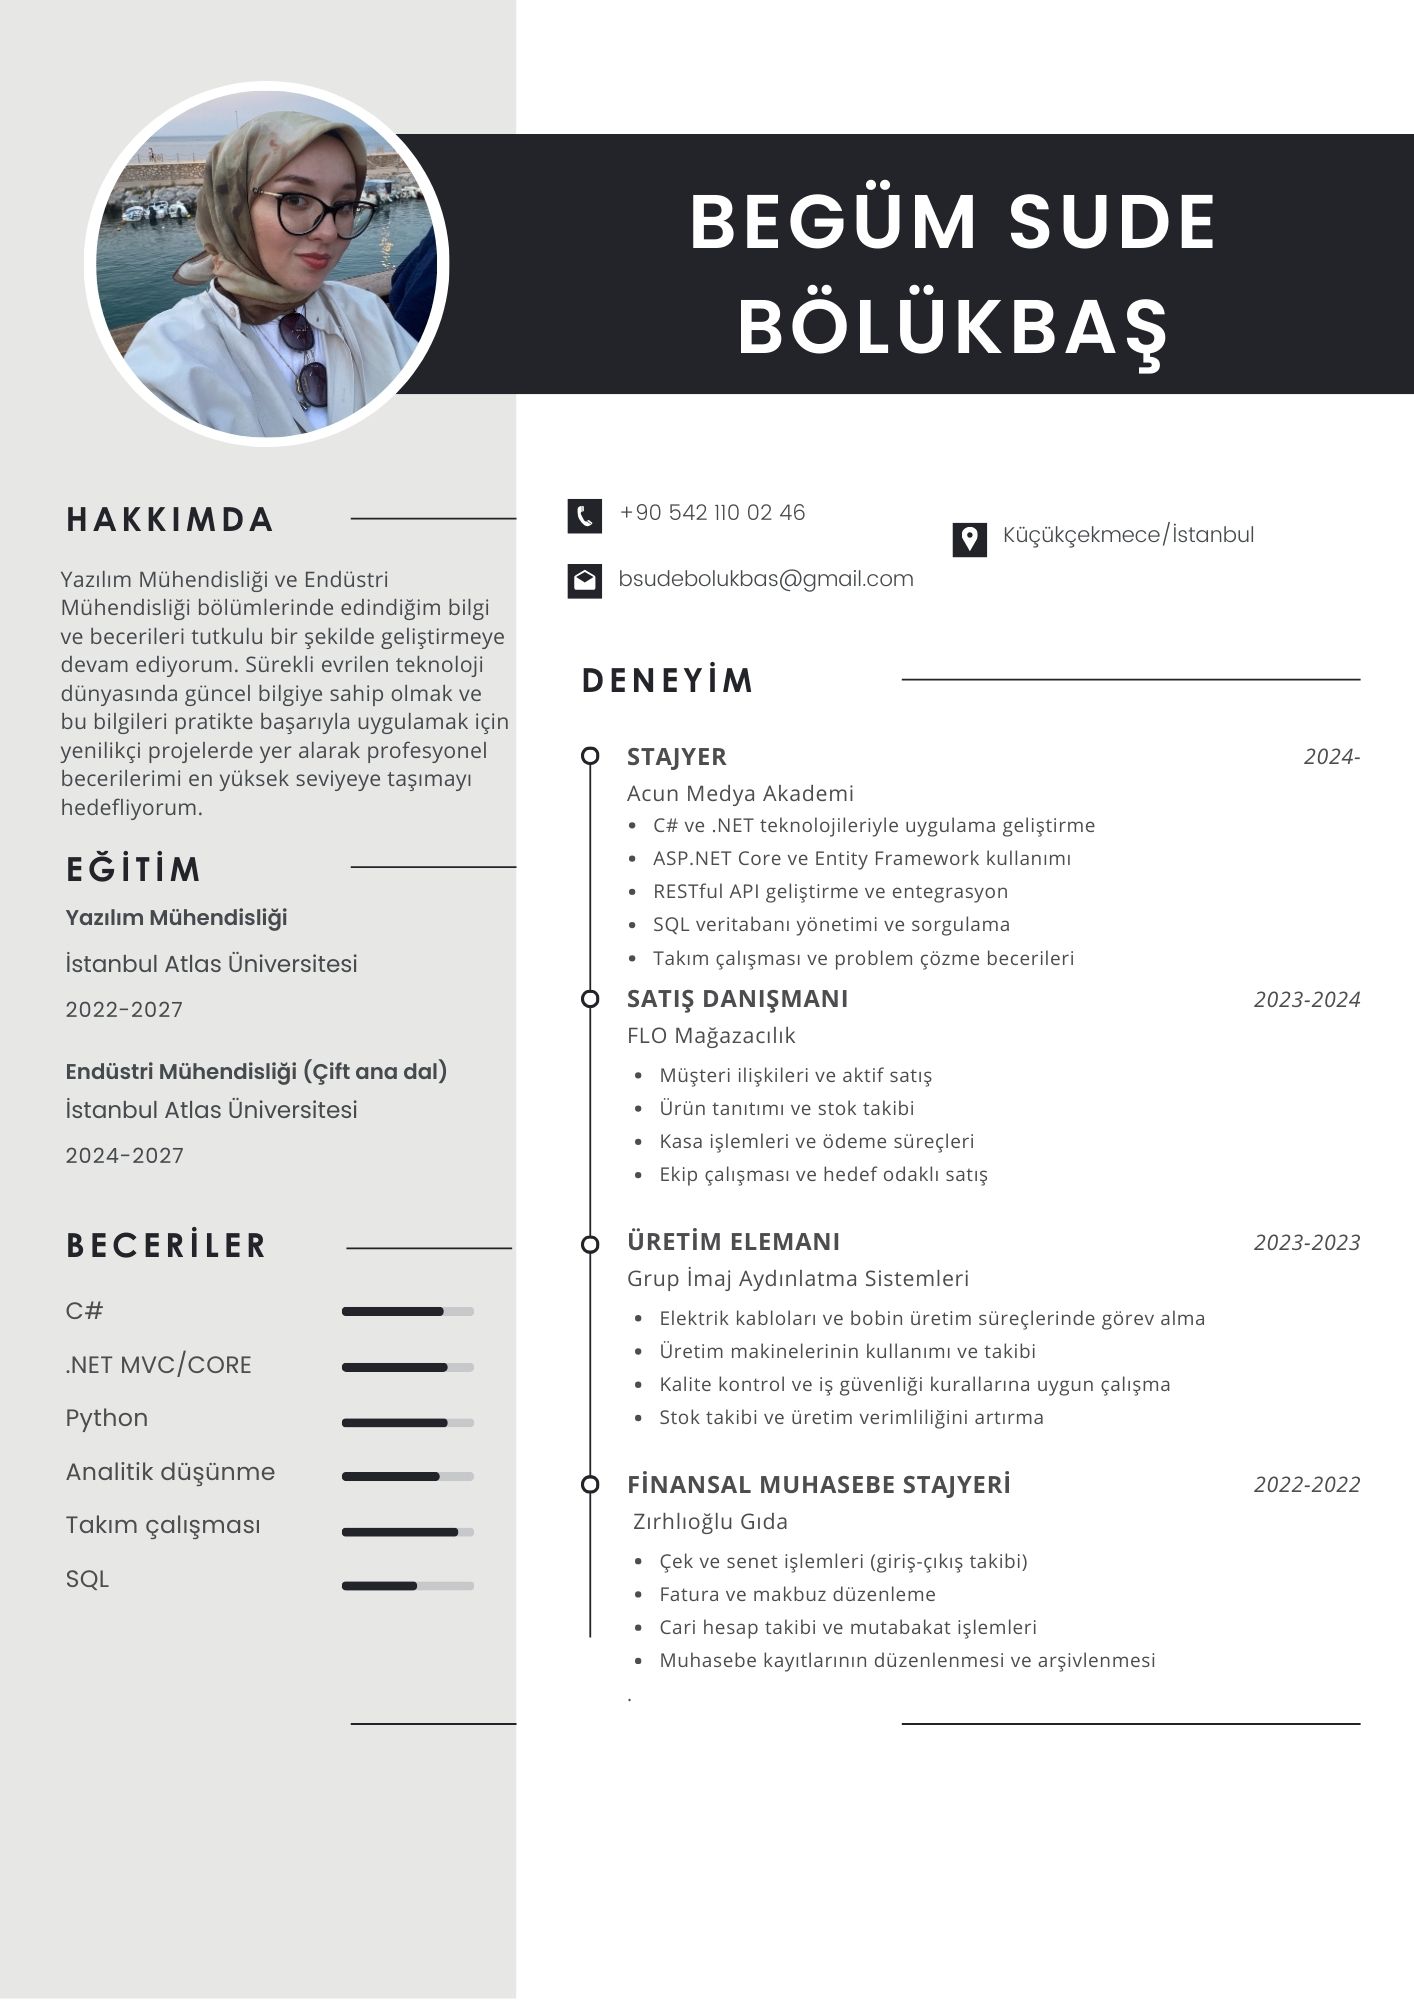 BEGÜM SUDE
BÖLÜKBAŞ
HAKKIMDA
Yazılım Mühendisliği ve Endüstri
Mühendisliği bölümlerinde edindiğim bilgi
ve becerileri tutkulu bir şekilde geliştirmeye
devam ediyorum. Sürekli evrilen teknoloji
dünyasında güncel bilgiye sahip olmak ve
bu bilgileri pratikte başarıyla uygulamak için
yenilikçi projelerde yer alarak profesyonel
becerilerimi en yüksek seviyeye taşımayı
hedefliyorum.
EĞİTİM
Yazılım Mühendisliği
İstanbul Atlas Üniversitesi
2022-2027
Endüstri Mühendisliği (Çift ana dal)
İstanbul Atlas Üniversitesi
2024-2027
BECERİLER
C#
.NET MVC/CORE
Python
Analitik düşünme
Takım çalışması
SQL
+90 542 110 02 46
Küçükçekmece/İstanbul
bsudebolukbas@gmail.com
DENEYİM
STAJYER 2024-
Acun Medya Akademi
• C# ve .NET teknolojileriyle uygulama geliştirme
• ASP.NET Core ve Entity Framework kullanımı
• RESTful API geliştirme ve entegrasyon
• SQL veritabanı yönetimi ve sorgulama
• Takım çalışması ve problem çözme becerileri
SATIŞ DANIŞMANI 2023-2024
FLO Mağazacılık
• Müşteri ilişkileri ve aktif satış
• Ürün tanıtımı ve stok takibi
• Kasa işlemleri ve ödeme süreçleri
• Ekip çalışması ve hedef odaklı satış
ÜRETİM ELEMANI 2023-2023
Grup İmaj Aydınlatma Sistemleri
• Elektrik kabloları ve bobin üretim süreçlerinde görev alma
• Üretim makinelerinin kullanımı ve takibi
• Kalite kontrol ve iş güvenliği kurallarına uygun çalışma
• Stok takibi ve üretim verimliliğini artırma
FİNANSAL MUHASEBE STAJYERİ 2022-2022
Zırhlıoğlu Gıda
• Çek ve senet işlemleri (giriş-çıkış takibi)
• Fatura ve makbuz düzenleme
• Cari hesap takibi ve mutabakat işlemleri
• Muhasebe kayıtlarının düzenlenmesi ve arşivlenmesi
.